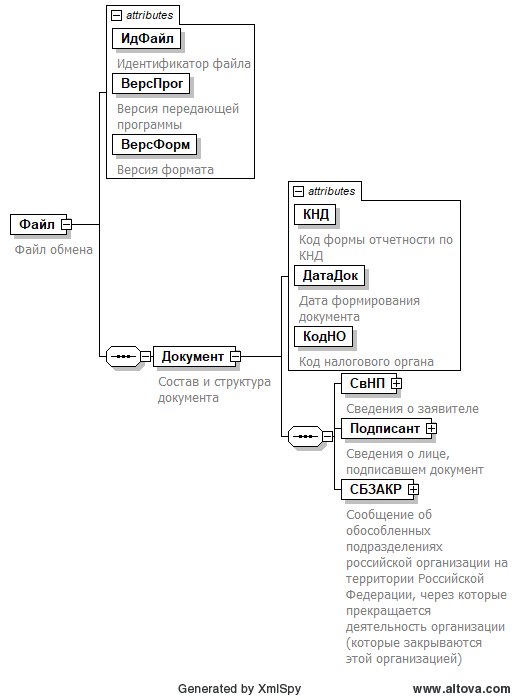 attributes
ИдФайл
Идентификатор файла
ВерсПрог
Версия передающей
программы
ВерсФорм
Версия формата
Файл
Файл обмена
attributes
КНД
Код формы отчетности по
КНД
ДатаДок
Дата формирования
документа
КодНО
Код налогового органа
Документ
Состав и структура
документа
СвНП
Сведения о заявителе
Подписант
Сведения о лице,
подписавшем документ
СБЗАКР
Сообщение об
обособленных
подразделениях
российской организации на
территории Российской
Федерации, через которые
прекращается
деятельность организации
(которые закрываются
этой организацией)
Generated by XmlSpy
www.altova.com